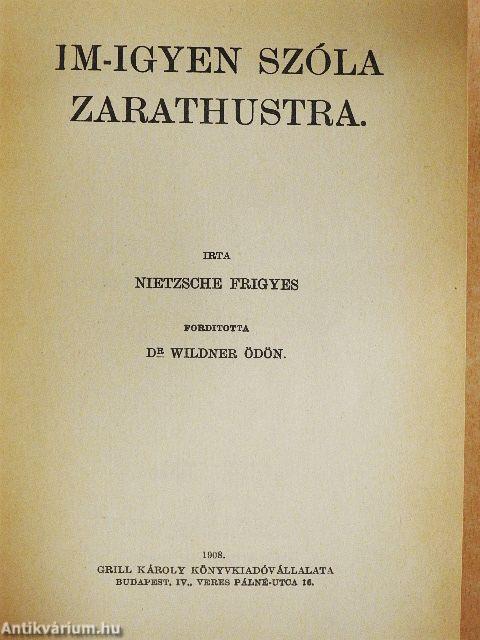 IM-IGYEN SZÓLA
ZARATHUSTRA.
IRTA
NIETZSCHE FRIGYES
FORDITOTTA
DR WILDNER ÖDÖN.
1908.
GRILL KÁROLY KÖNYVKIADÓVÁLLALATA
BUDAPEST, IV., VERES PÁLNÉ-UTCA 16.
Antikvárium.hu